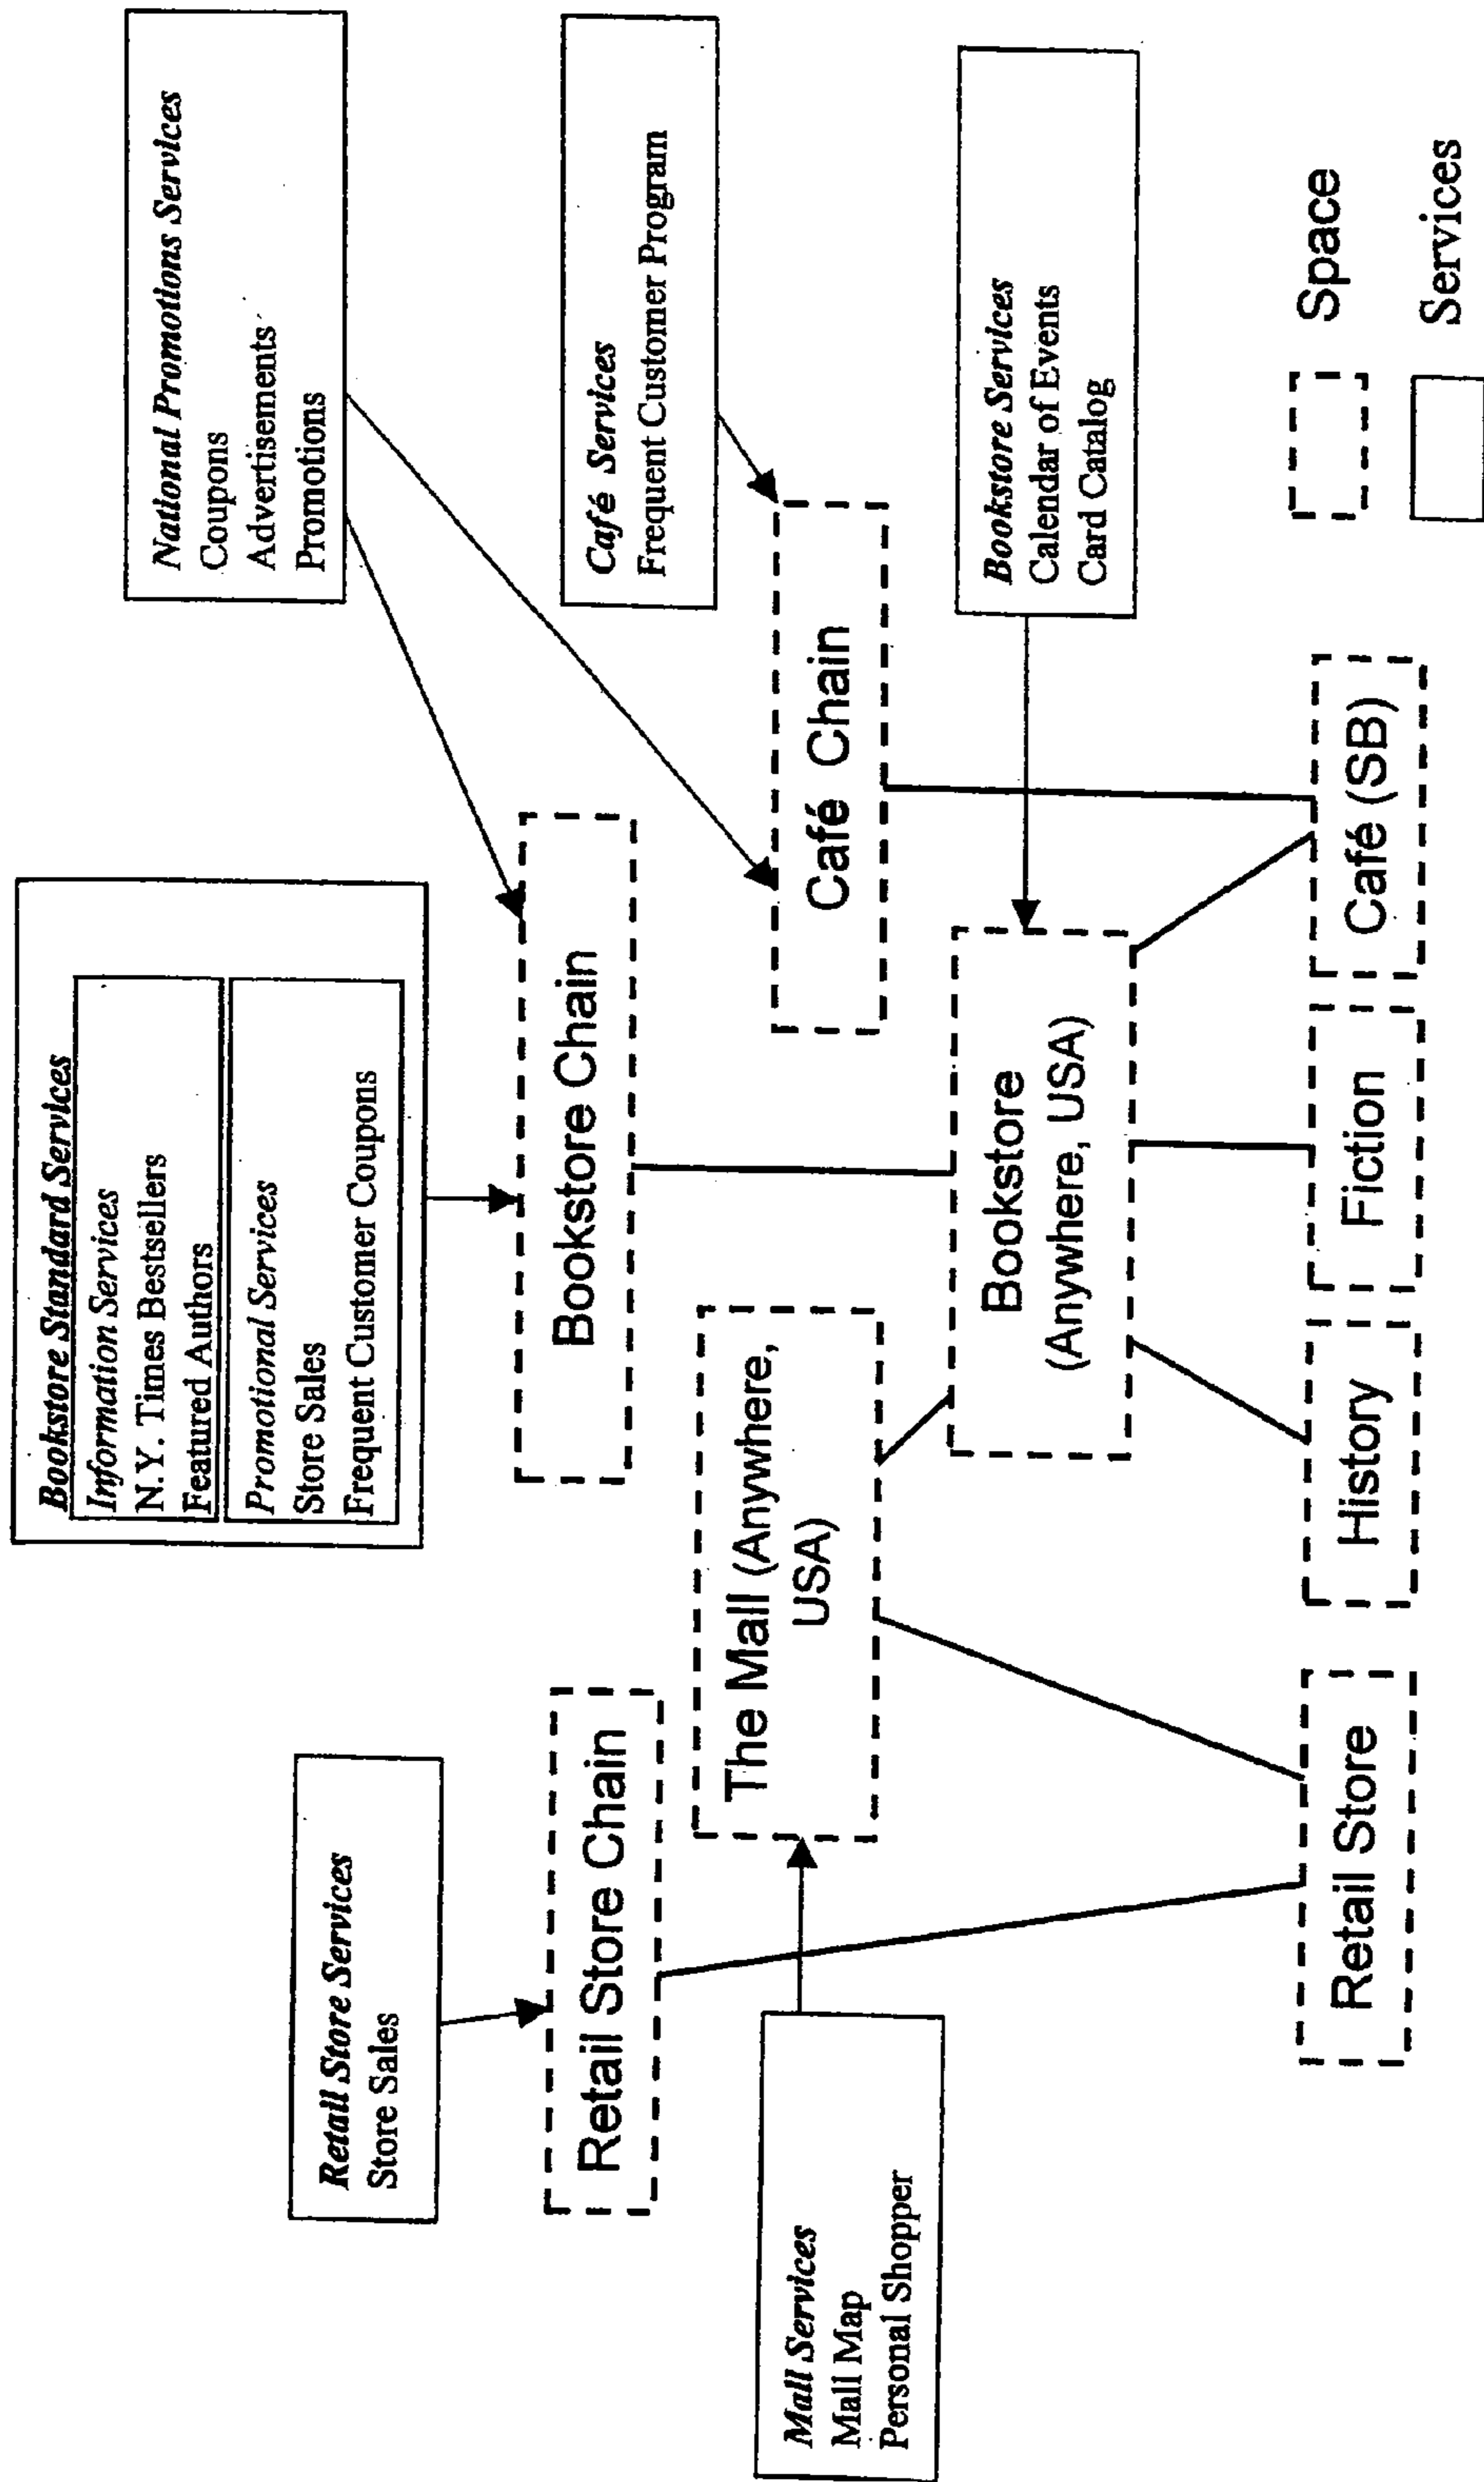 Bookstore Standard Services
Information Services
N.Y. Times Bestsellers
Featured Authors
Promotional Services
Store Sales
Frequent Customer Coupons
National Promotions Services
Coupons
Advertisements
Promotions
Retail Store Services
Store Sales
Retail Store Chain
Bookstore Chain
Café Services
Frequent Customer Program
Mall Services
Mall Map
Personal Shopper
The Mall (Anywhere,
USA)
Café Chain
Bookstore
(Anywhere, USA)
Bookstore Services
Calendar of Events
Card Catalog
Retail Store
History
Fiction
Café (SB)
Space
Services